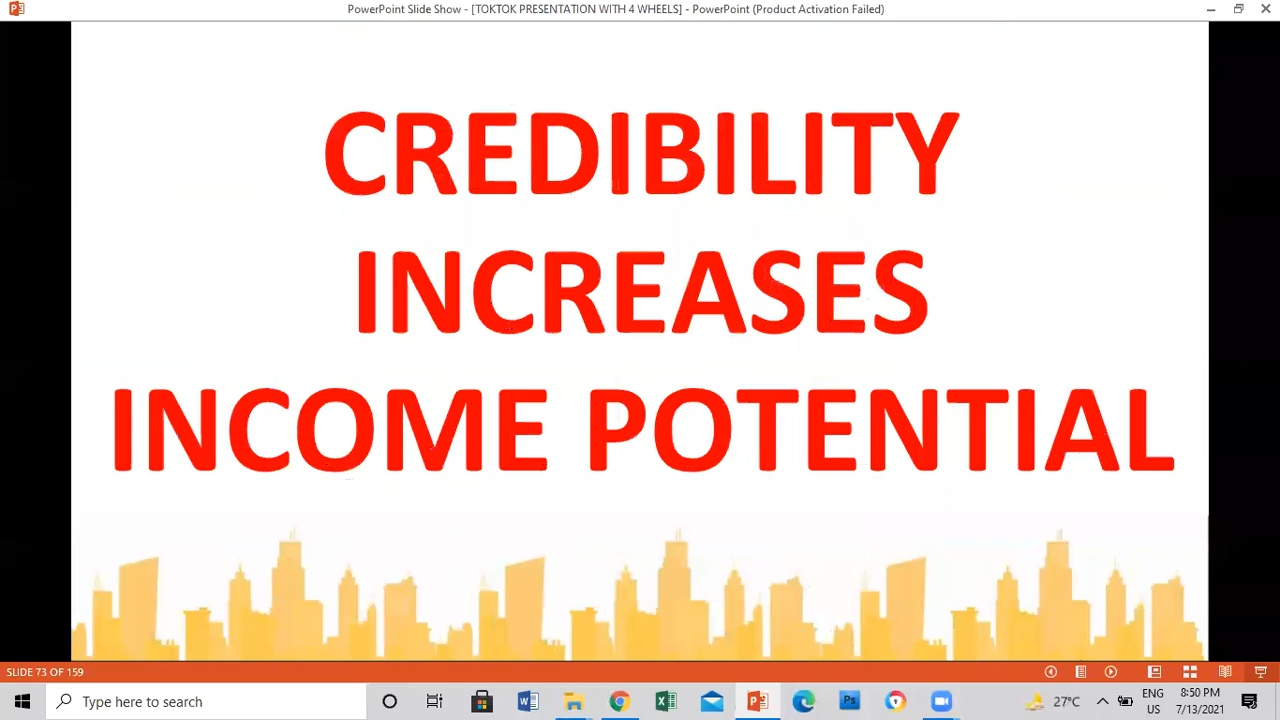 PowerPoint Slide Show - [TOKTOK PRESENTATION WITH 4 WHEELS] - PowerPoint (Product Activation Failed)
CREDIBILITY
INCREASES
INCOME POTENTIAL
SLIDE 73 OF 159
Type here to search
27°C
ENG
US
8:50 PM
7/13/2021